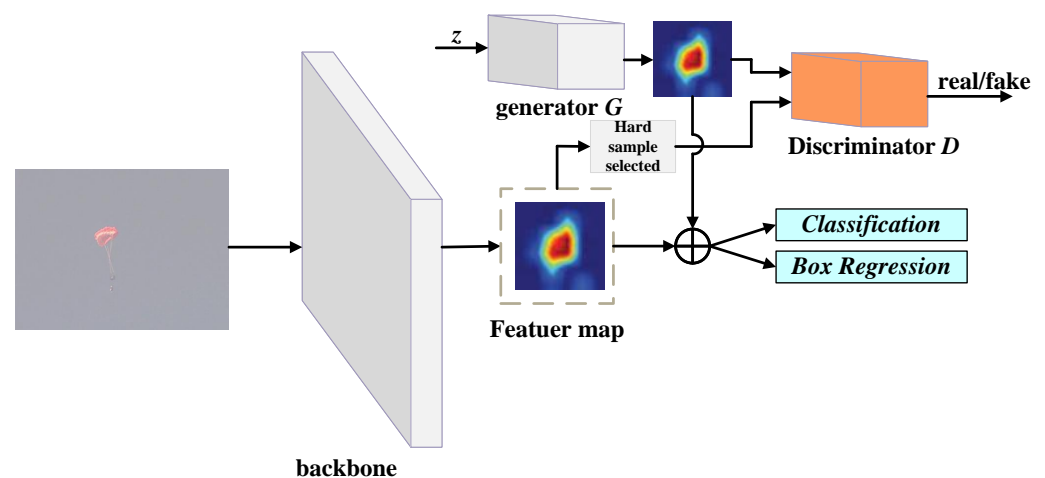 z
generator G
real/fake
Discriminator D
Hard
sample
selected
Classification
Box Regression
Featuer map
backbone